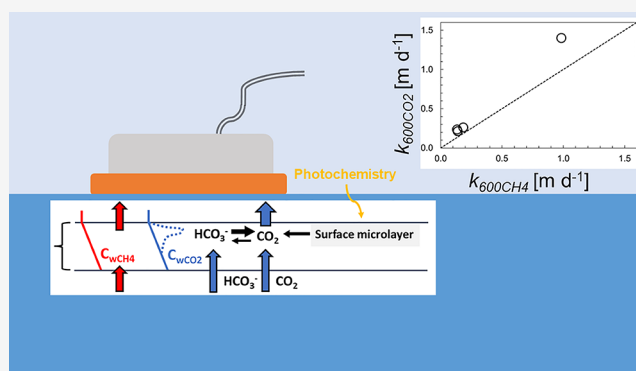 1.5
1.0
0.5
0.0
k600CO2 [m d-1]
0.0 0.5 1.0 1.5
k600CH4 [m d-1]
Photochemistry
HCO3- CO2 Surface microlayer
CwCH4 CwCO2
HCO3- CO2